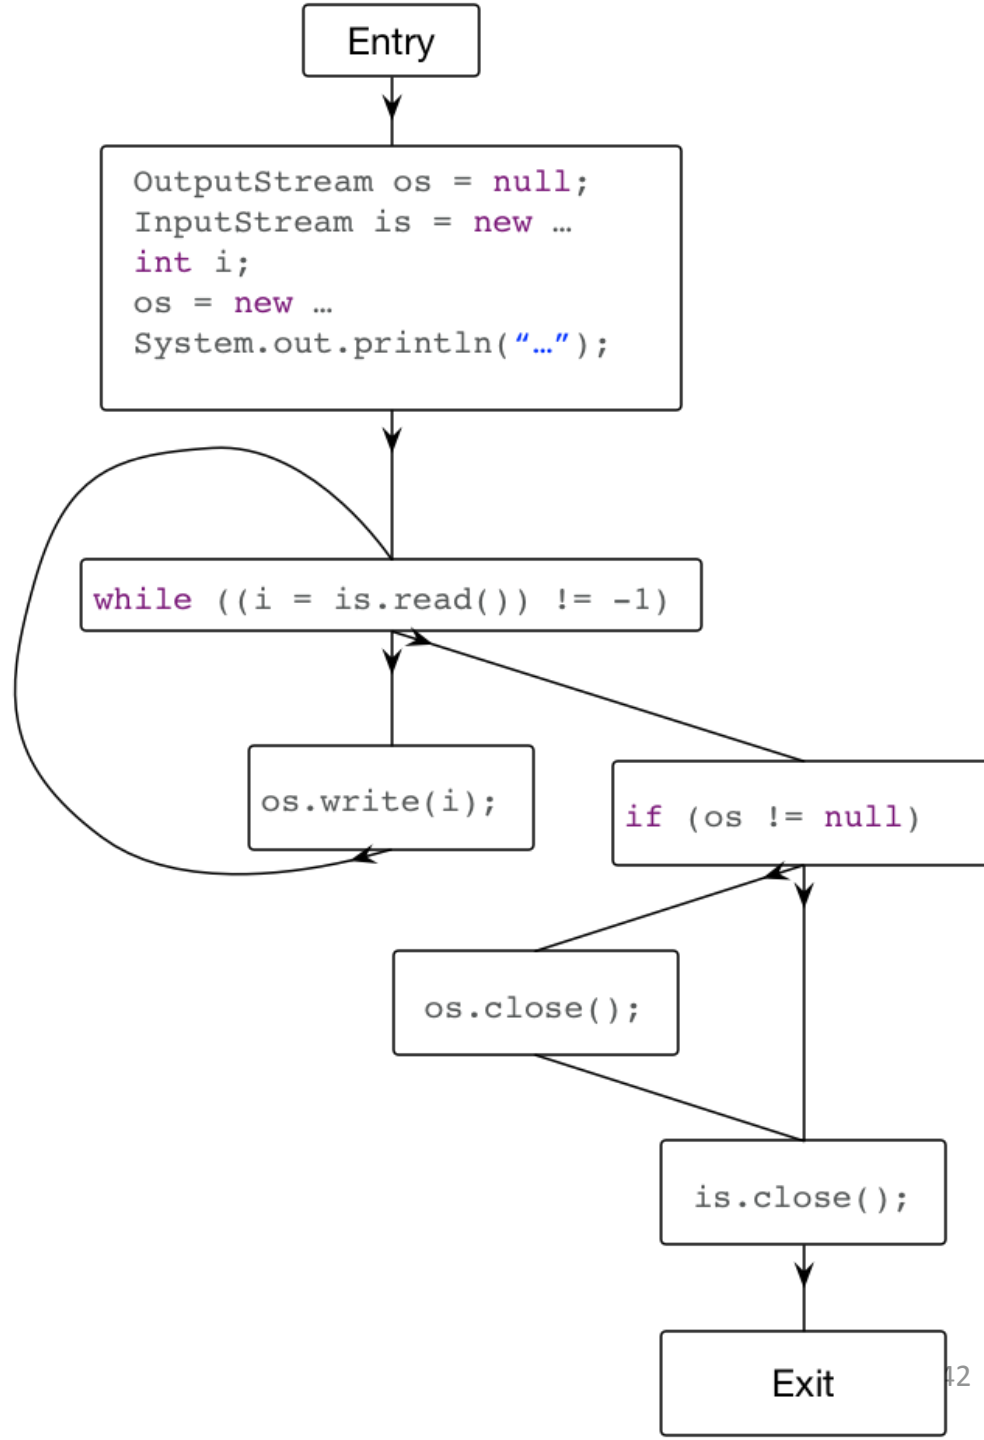 Entry
OutputStream os = null;
InputStream is = new …
int i;
os = new …
System.out.println(“…”);
while ((i = is.read()) != -1)
os.write(i);
if (os != null)
os.close();
is.close();
Exit
42